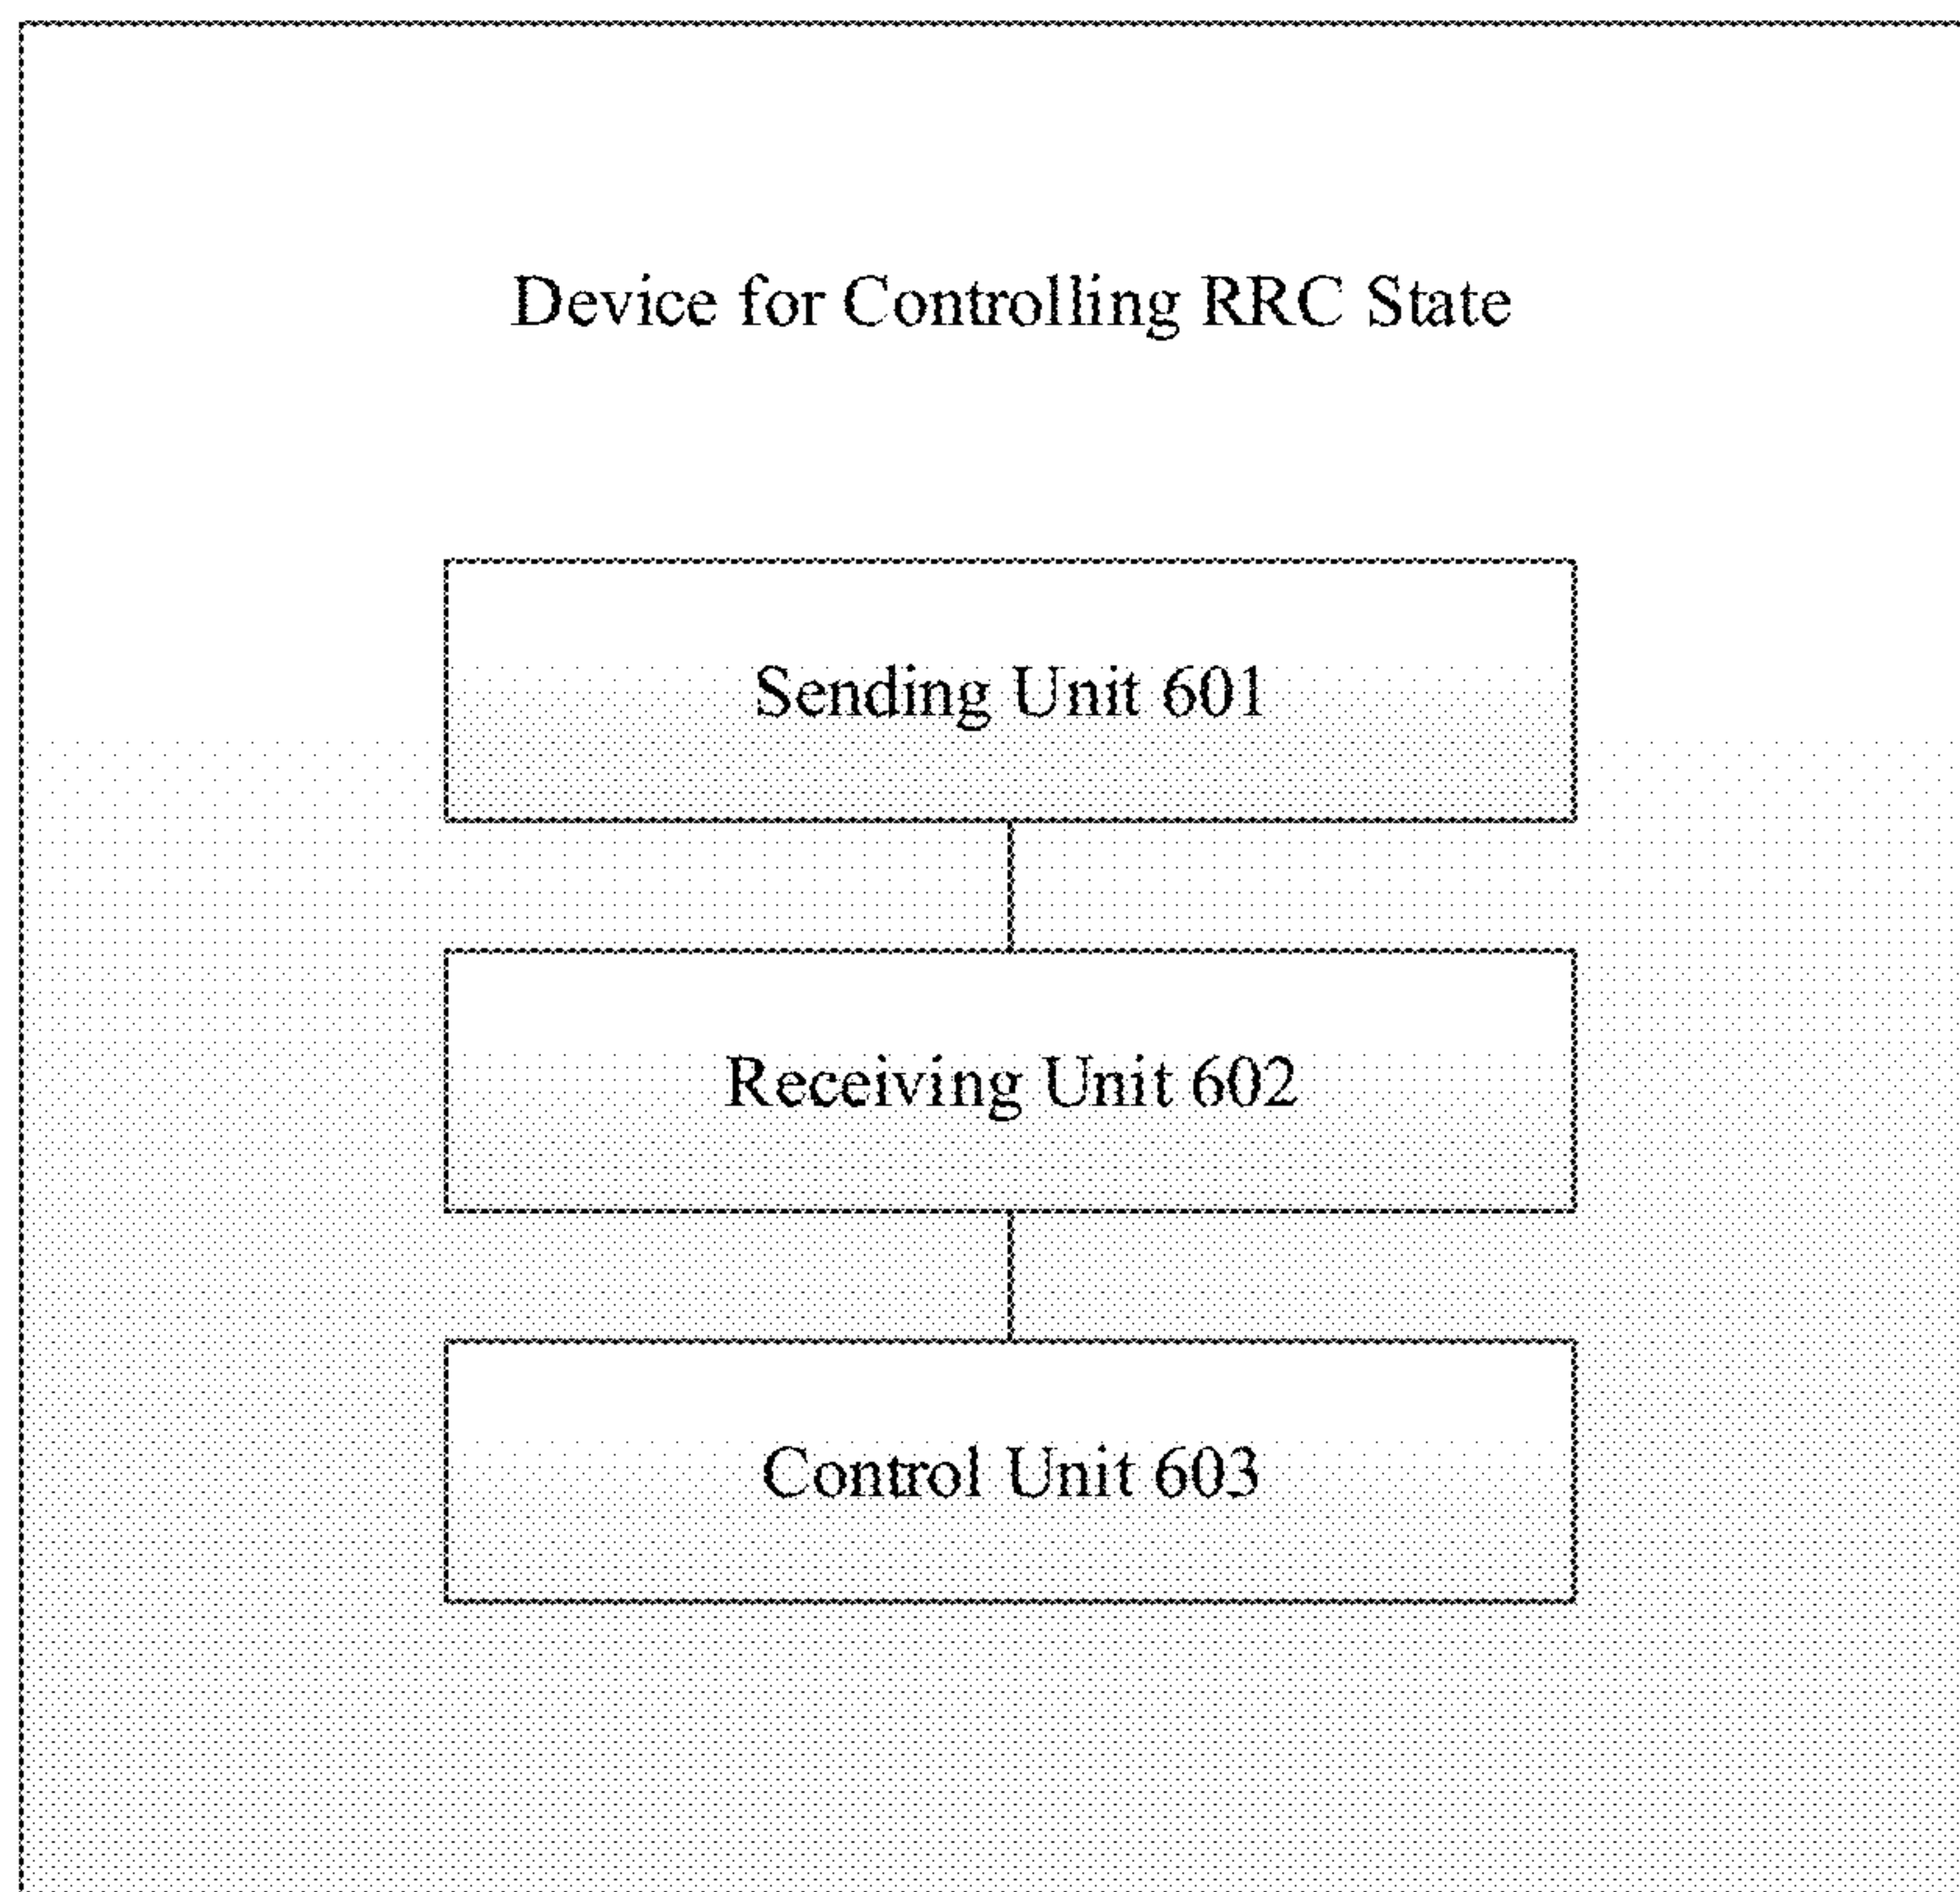 Device for Controlling RRC State
Sending Unit 601
Receiving Unit 602
Control Unit 603